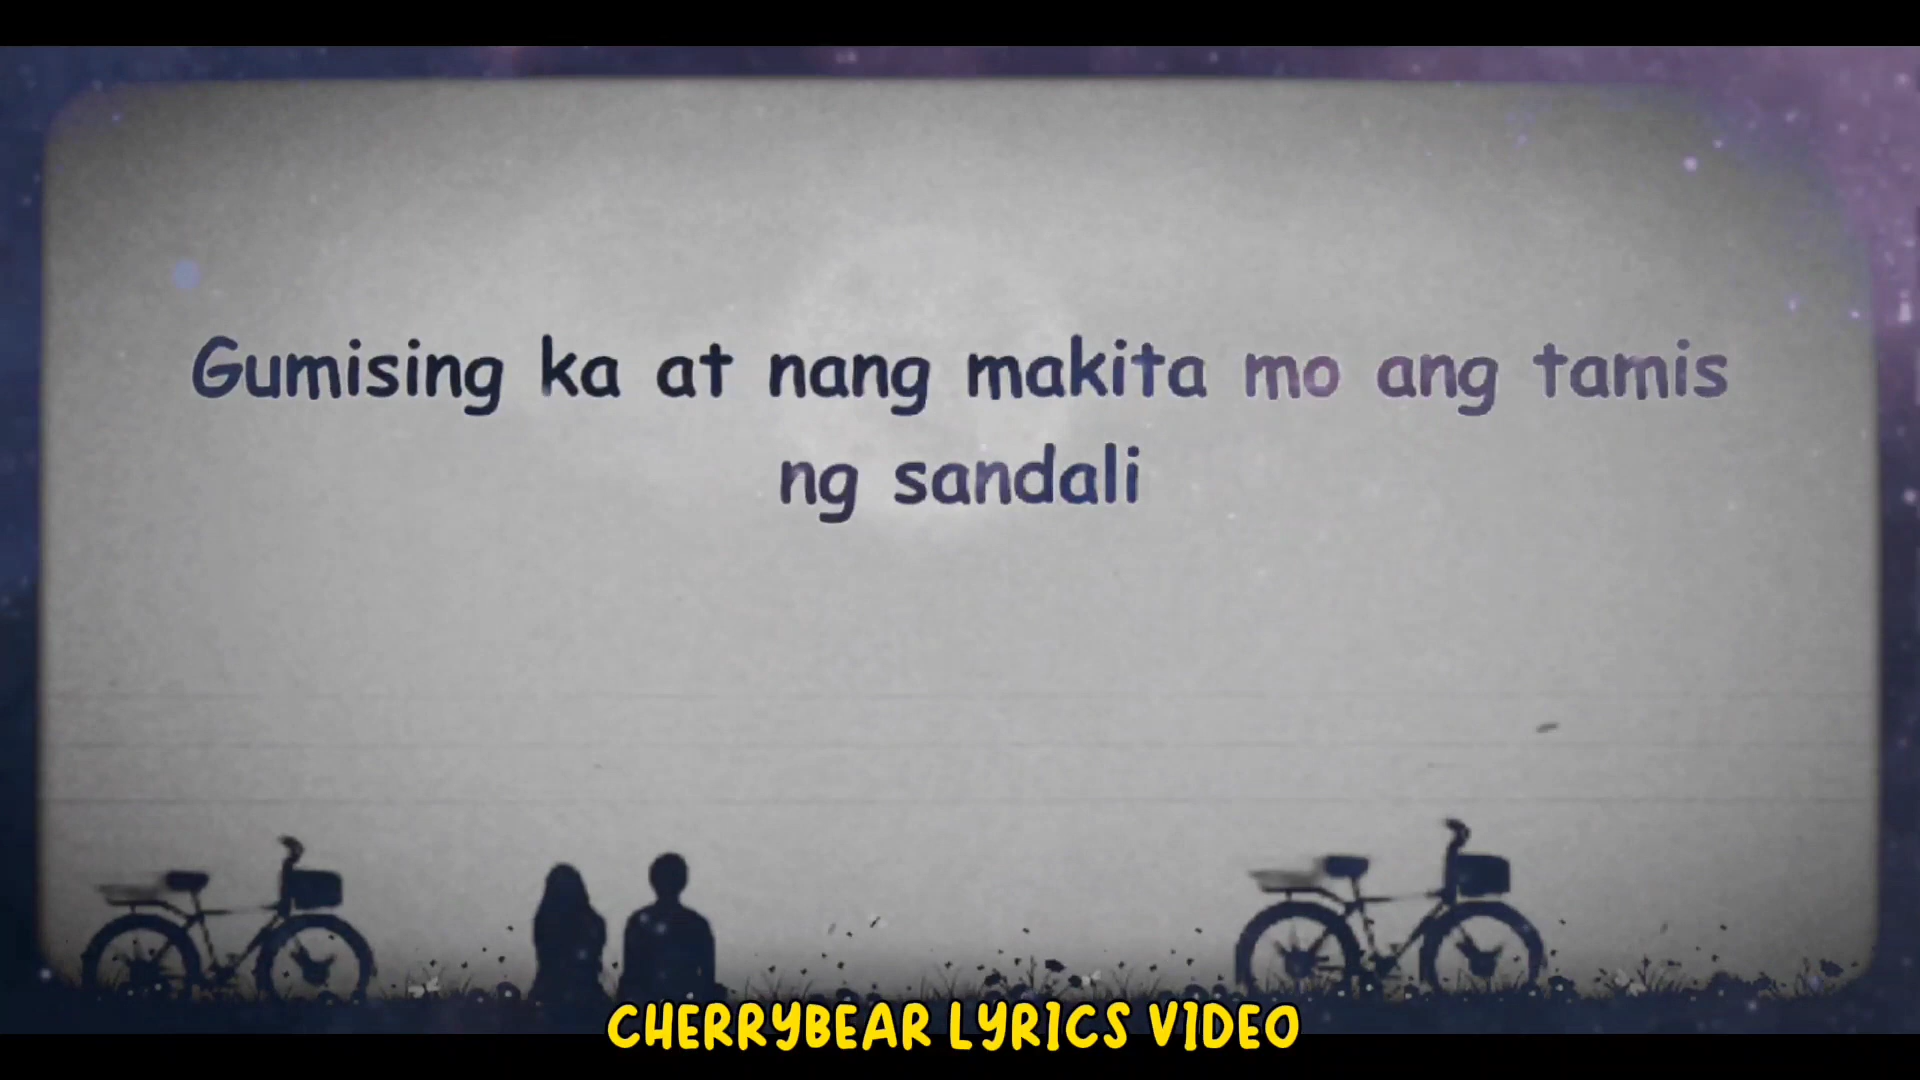 Gumising ka at nang makita mo ang tamis
ng sandali
CHERRYBEAR LYRICS VIDEO